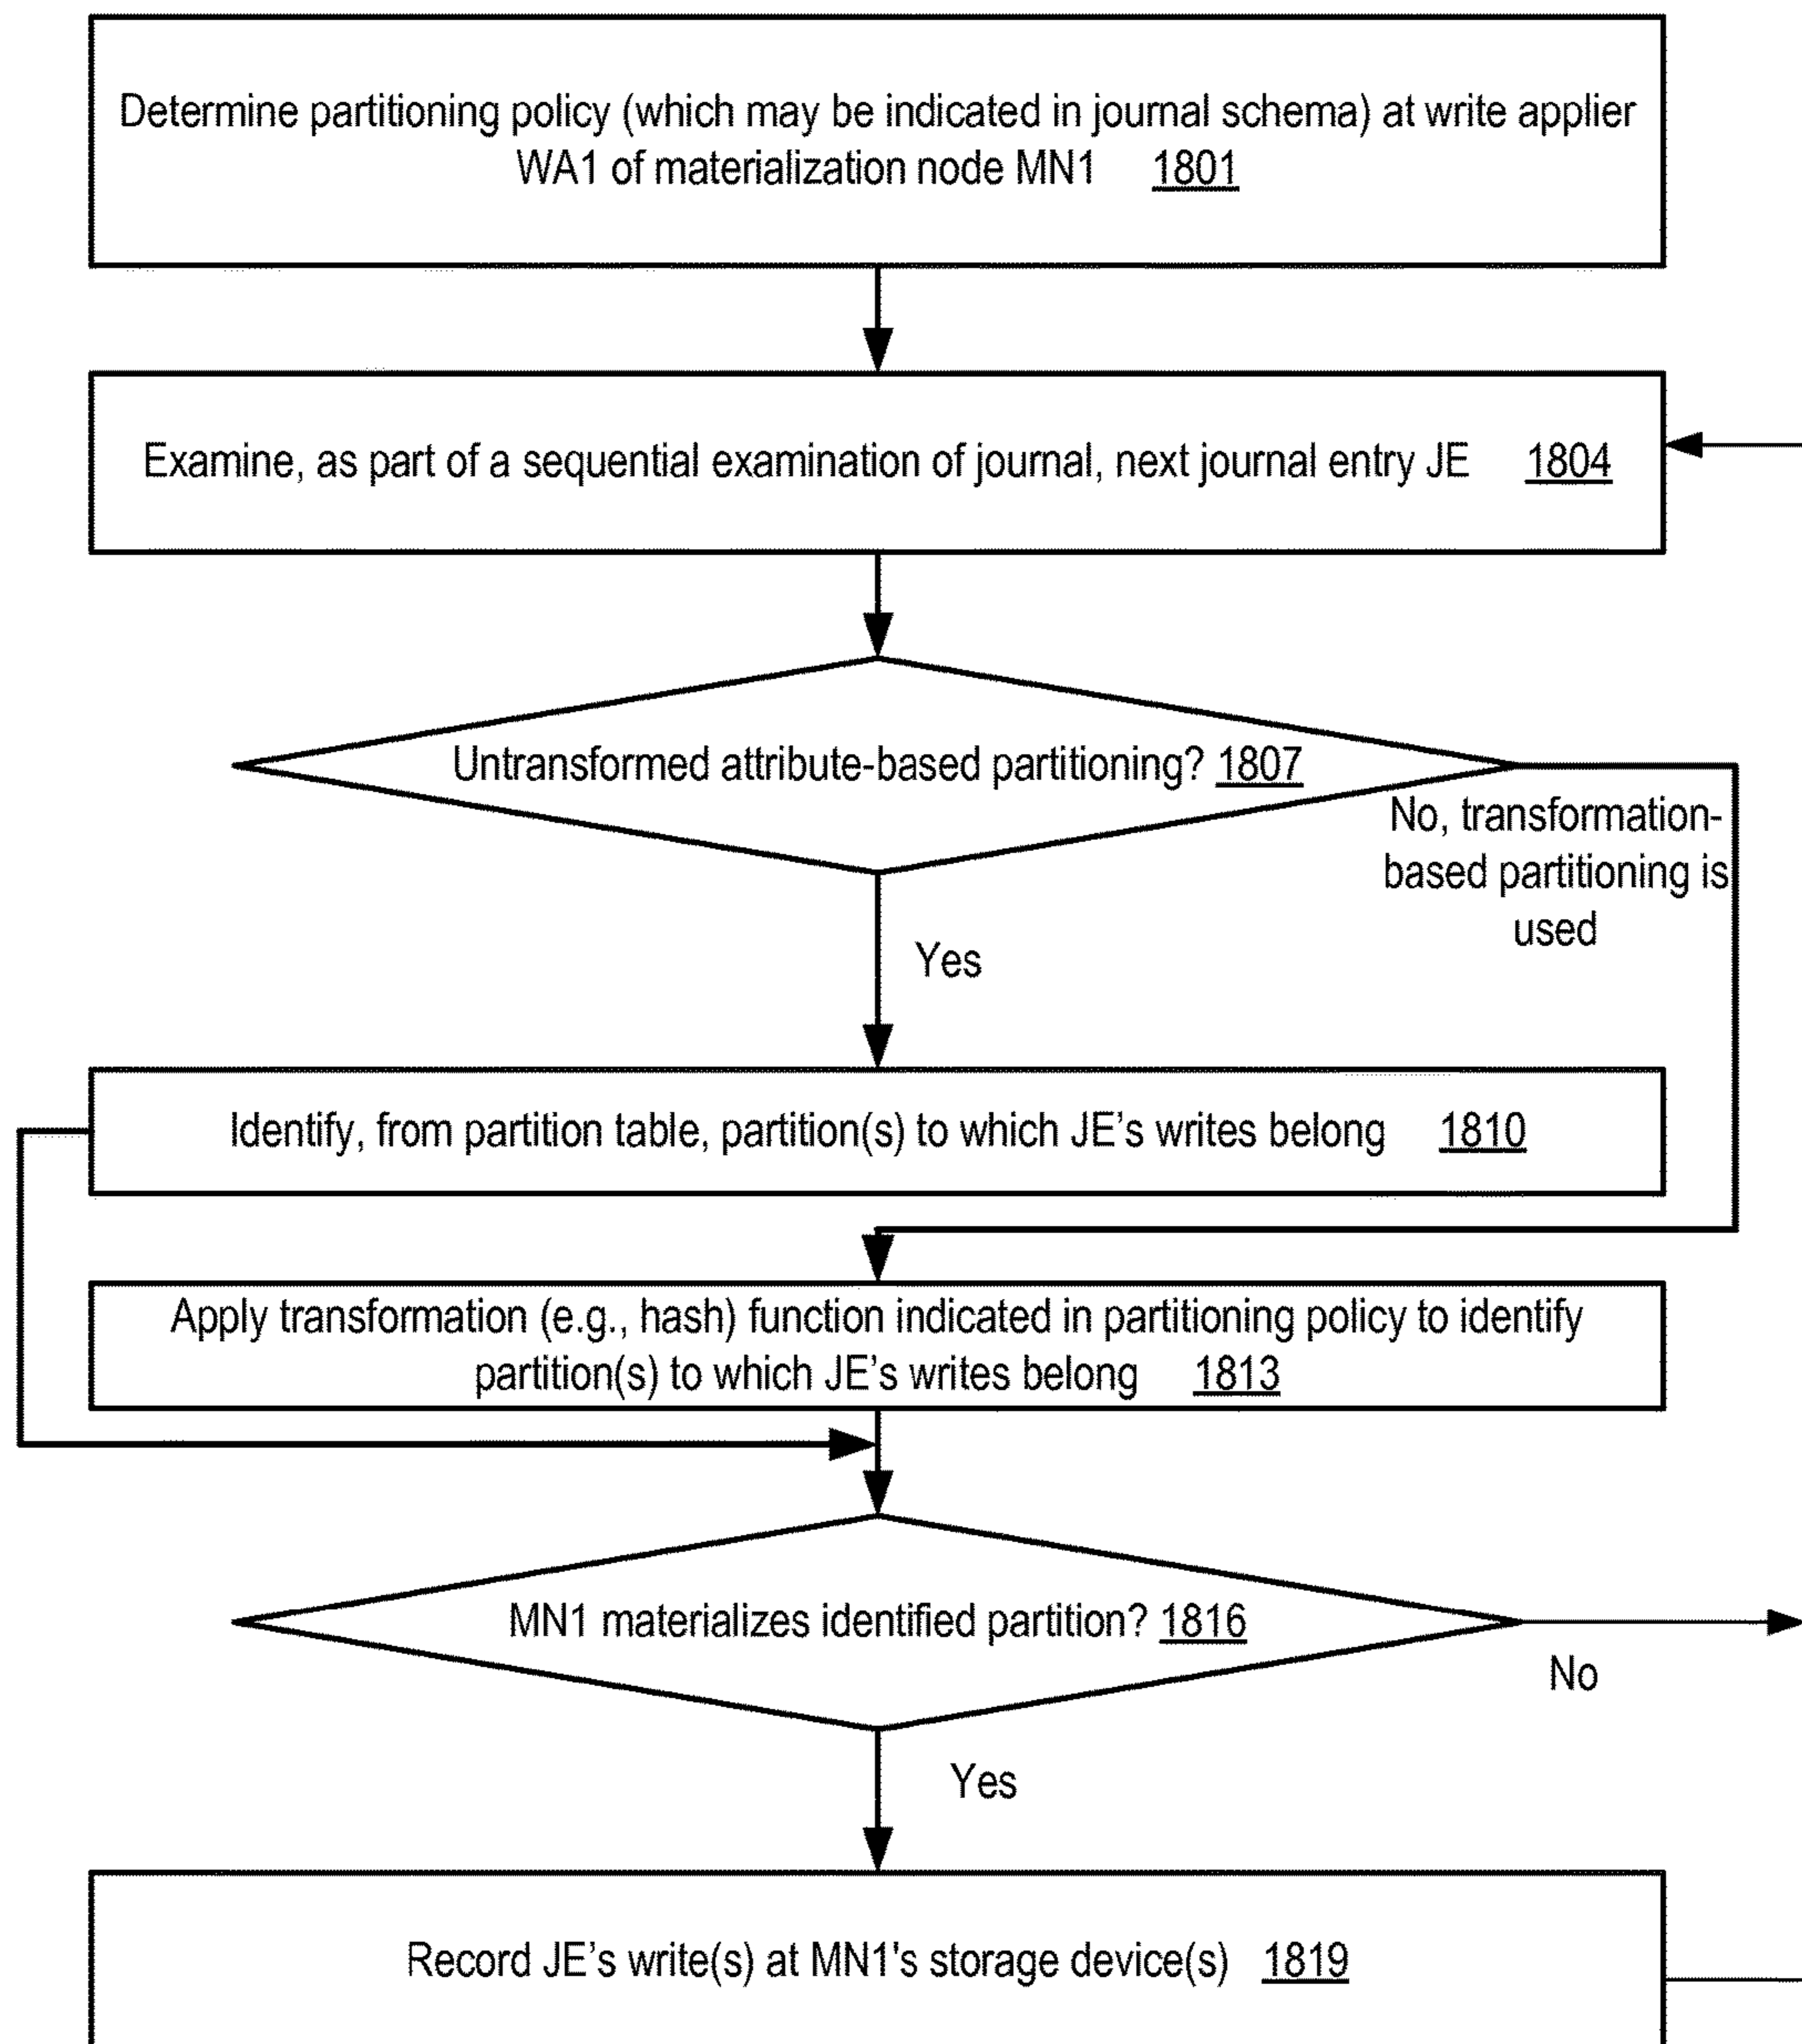 Determine partitioning policy (which may be indicated in journal schema) at write applier
WA1 of materialization node MN1 1801
Examine, as part of a sequential examination of journal, next journal entry JE 1804
Untransformed attribute-based partitioning? 1807
No, transformation-
based partitioning is
used
Yes
Identify, from partition table, partition(s) to which JE's writes belong 1810
Apply transformation (e.g., hash) function indicated in partitioning policy to identify
partition(s) to which JE's writes belong 1813
MN1 materializes identified partition? 1816
No
Yes
Record JE's write(s) at MN1's storage device(s) 1819